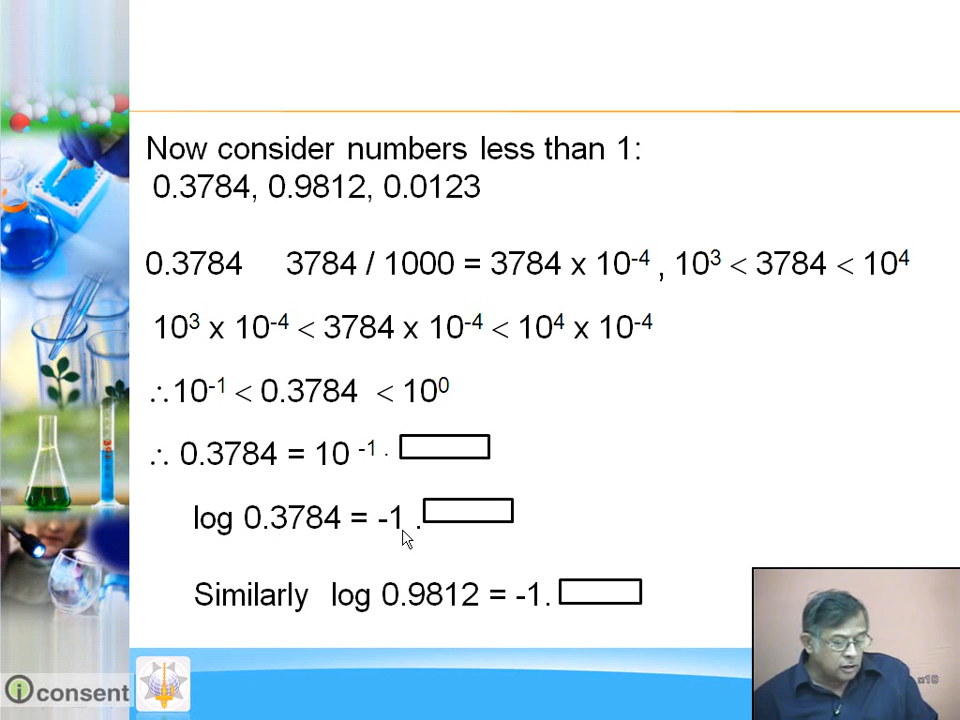 Now consider numbers less than 1:
0.3784, 0.9812, 0.0123
0.3784 3784 / 1000 = 3784 x 10⁻⁴ , 10³ < 3784 < 10⁴
10³ x 10⁻⁴ < 3784 x 10⁻⁴ < 10⁴ x 10⁻⁴
∴10⁻¹ < 0.3784 < 10⁰
∴ 0.3784 = 10 ⁻¹ ·
log 0.3784 = -1 .
Similarly log 0.9812 = -1.
i consent